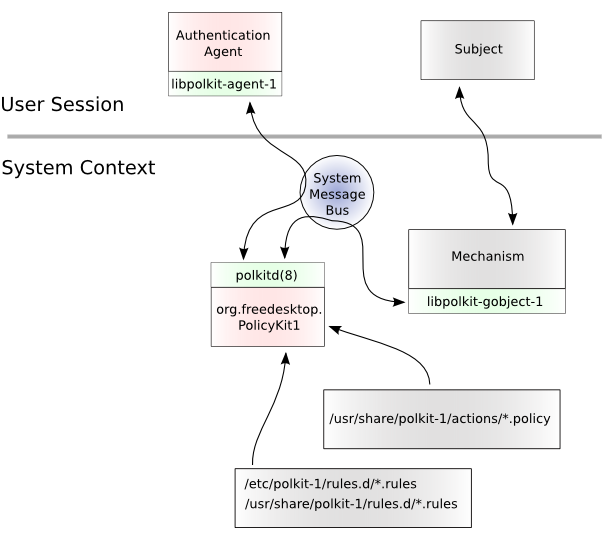 Authentication
Agent
libpolkit-agent-1
Subject
User Session
System Context
System
Message
Bus
Mechanism
libpolkit-gobject-1
polkitd(8)
org.freedesktop.
PolicyKit1
/usr/share/polkit-1/actions/*.policy
/etc/polkit-1/rules.d/*.rules
/usr/share/polkit-1/rules.d/*.rules